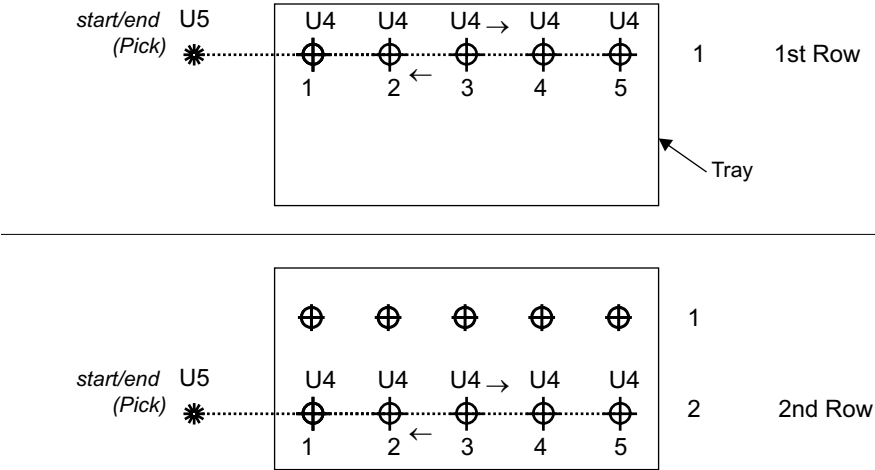 start/end U5 U4 U4 U4 → U4 U4
(Pick) 1 1st Row
1 2 ← 3 4 5
Tray
1
start/end U5 U4 U4 U4 → U4 U4
(Pick) 2 2nd Row
1 2 ← 3 4 5